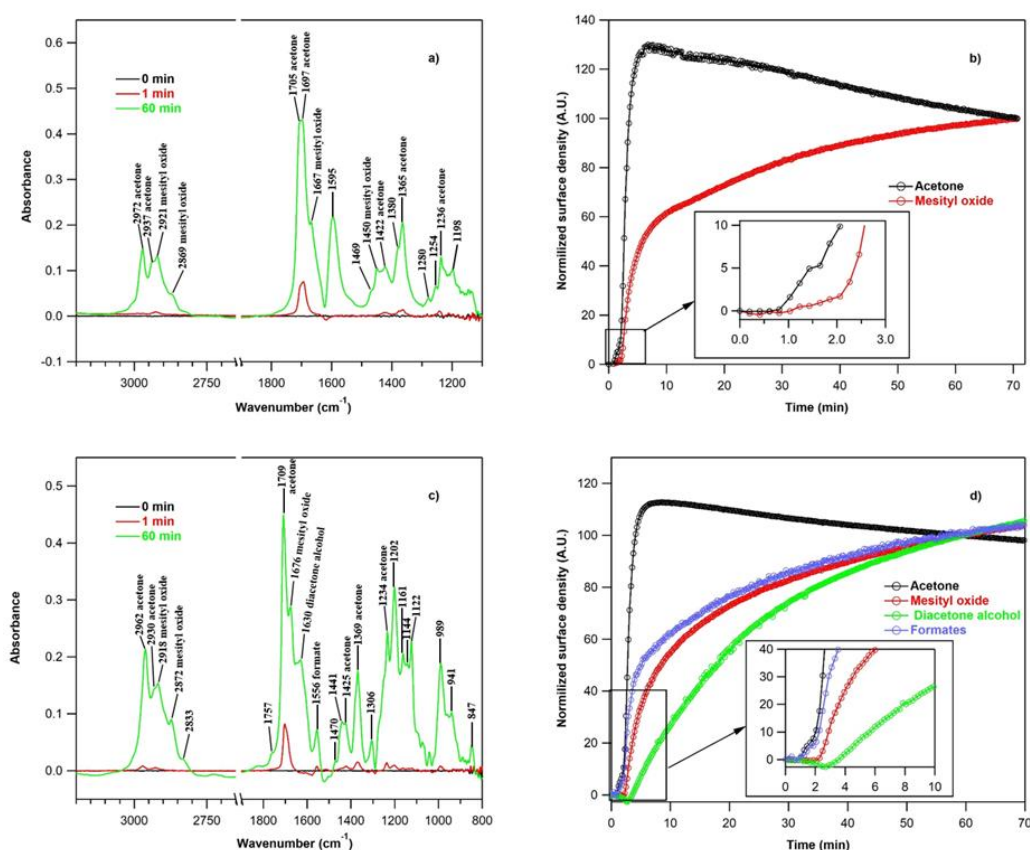 a)
0 min
1 min
60 min
2972 acetone
2937 acetone
2921 mesityl oxide
2869 mesityl oxide
1705 acetone
1697 acetone
1667 mesityl oxide
1595
1469
1450 mesityl oxide
1422 acetone
1380
1365 acetone
1280
1254
1236 acetone
1198
Absorbance
0.6
0.5
0.4
0.3
0.2
0.1
0.0
-0.1
3000 2750 1800 1600 1400 1200
Wavenumber (cm-1)
b)
Normilized surface density (A.U.)
140
120
100
80
60
40
20
0
Acetone
Mesityl oxide
10
5
0
0.0 1.0 2.0 3.0
0 10 20 30 40 50 60 70
Time (min)
c)
0 min
1 min
60 min
2962 acetone
2930 acetone
2918 mesityl oxide
2872 mesityl oxide
2833
1757
1709 acetone
1676 mesityl oxide
1630 diacetone alcohol
1556 formate
1470
1441
1425 acetone
1369 acetone
1306
1234 acetone
1202
1161
1144
1122
989
941
847
Absorbance
0.5
0.4
0.3
0.2
0.1
0.0
3000 2750 1800 1600 1400 1200 1000 800
Wavenumber (cm-1)
d)
Normilized surface density (A.U.)
120
100
80
60
40
20
0
Acetone
Mesityl oxide
Diacetone alcohol
Formates
40
30
20
10
0
0 2 4 6 8 10
0 10 20 30 40 50 60 70
Time (min)